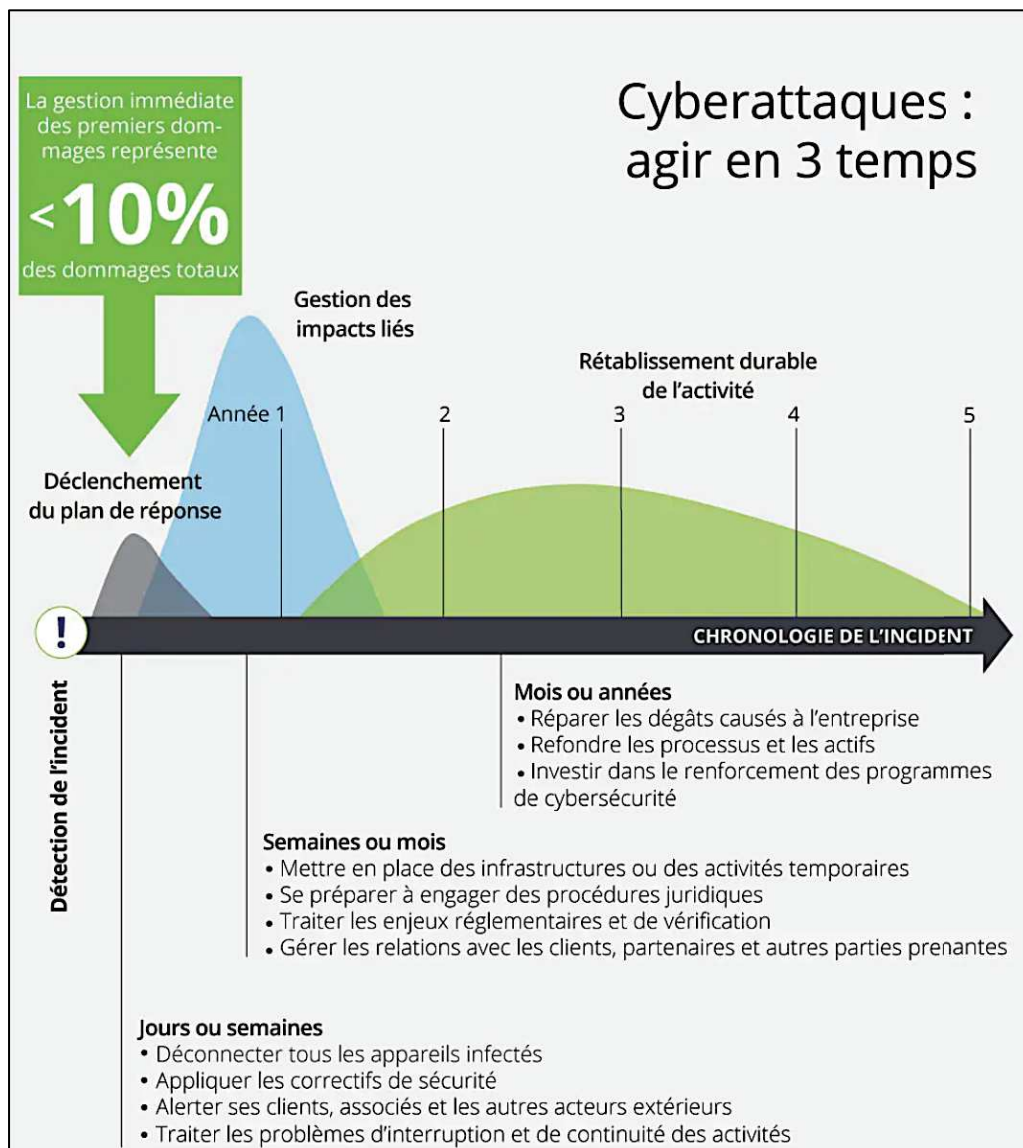 La gestion immédiate
des premiers dom-
mages représente
<10%
des dommages totaux
Cyberattaques :
agir en 3 temps
Gestion des
impacts liés
Rétablissement durable
de l'activité
Année 1
2
3
4
5
Déclenchement
du plan de réponse
!
CHRONOLOGIE DE L'INCIDENT
Détection de l'incident
Mois ou années
• Réparer les dégâts causés à l'entreprise
• Refondre les processus et les actifs
• Investir dans le renforcement des programmes
de cybersécurité
Semaines ou mois
• Mettre en place des infrastructures ou des activités temporaires
• Se préparer à engager des procédures juridiques
• Traiter les enjeux réglementaires et de vérification
• Gérer les relations avec les clients, partenaires et autres parties prenantes
Jours ou semaines
• Déconnecter tous les appareils infectés
• Appliquer les correctifs de sécurité
• Alerter ses clients, associés et les autres acteurs extérieurs
• Traiter les problèmes d'interruption et de continuité des activités